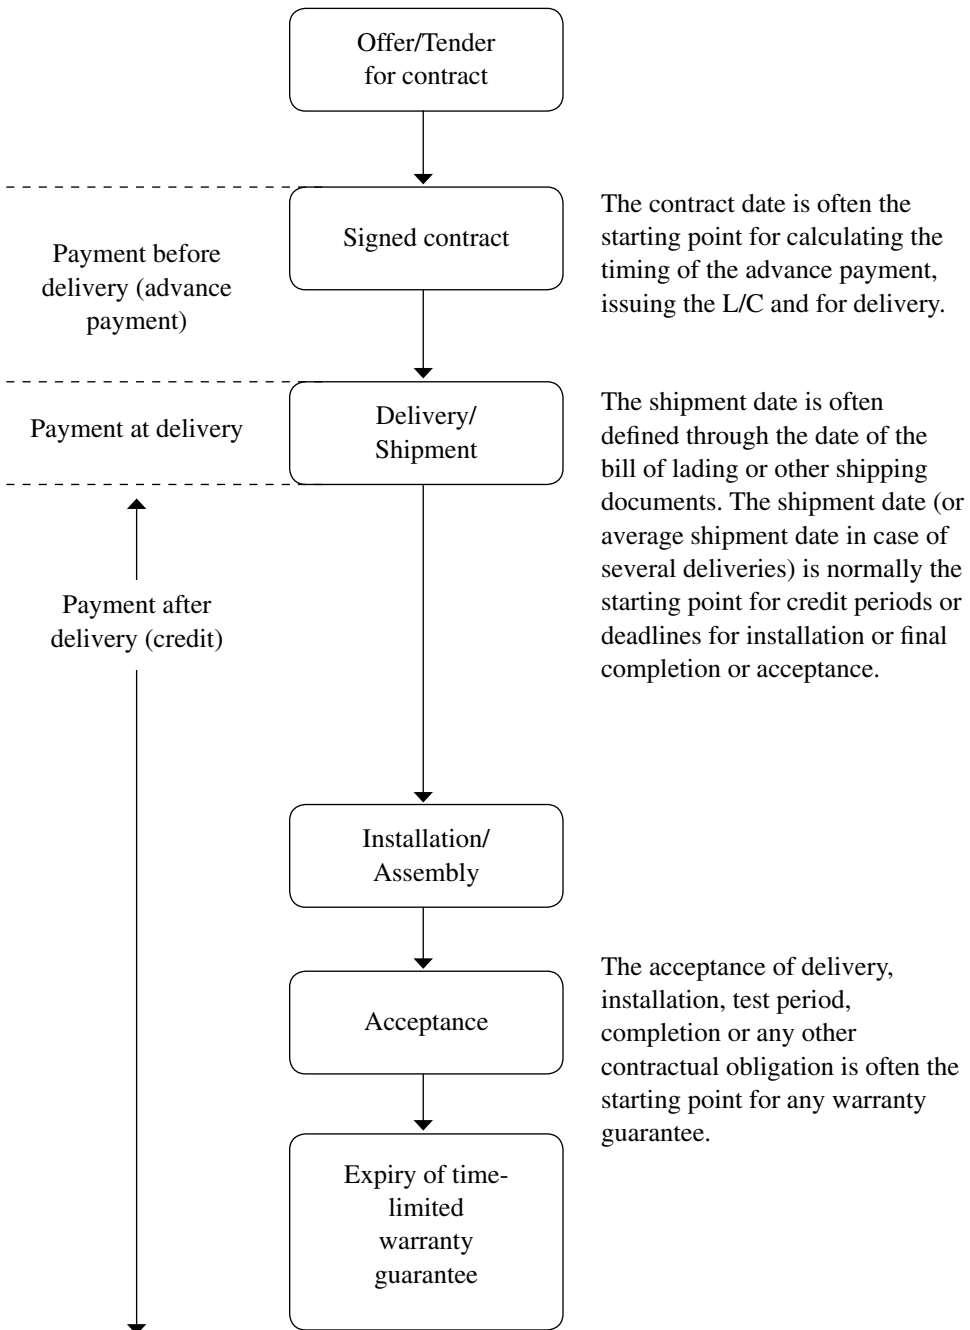 Offer/Tender
for contract
Signed contract
The contract date is often the
starting point for calculating the
timing of the advance payment,
issuing the L/C and for delivery.
Payment before
delivery (advance
payment)
Payment at delivery
Delivery/
Shipment
The shipment date is often
defined through the date of the
bill of lading or other shipping
documents. The shipment date (or
average shipment date in case of
several deliveries) is normally the
starting point for credit periods or
deadlines for installation or final
completion or acceptance.
Payment after
delivery (credit)
Installation/
Assembly
Acceptance
The acceptance of delivery,
installation, test period,
completion or any other
contractual obligation is often the
starting point for any warranty
guarantee.
Expiry of time-
limited
warranty
guarantee